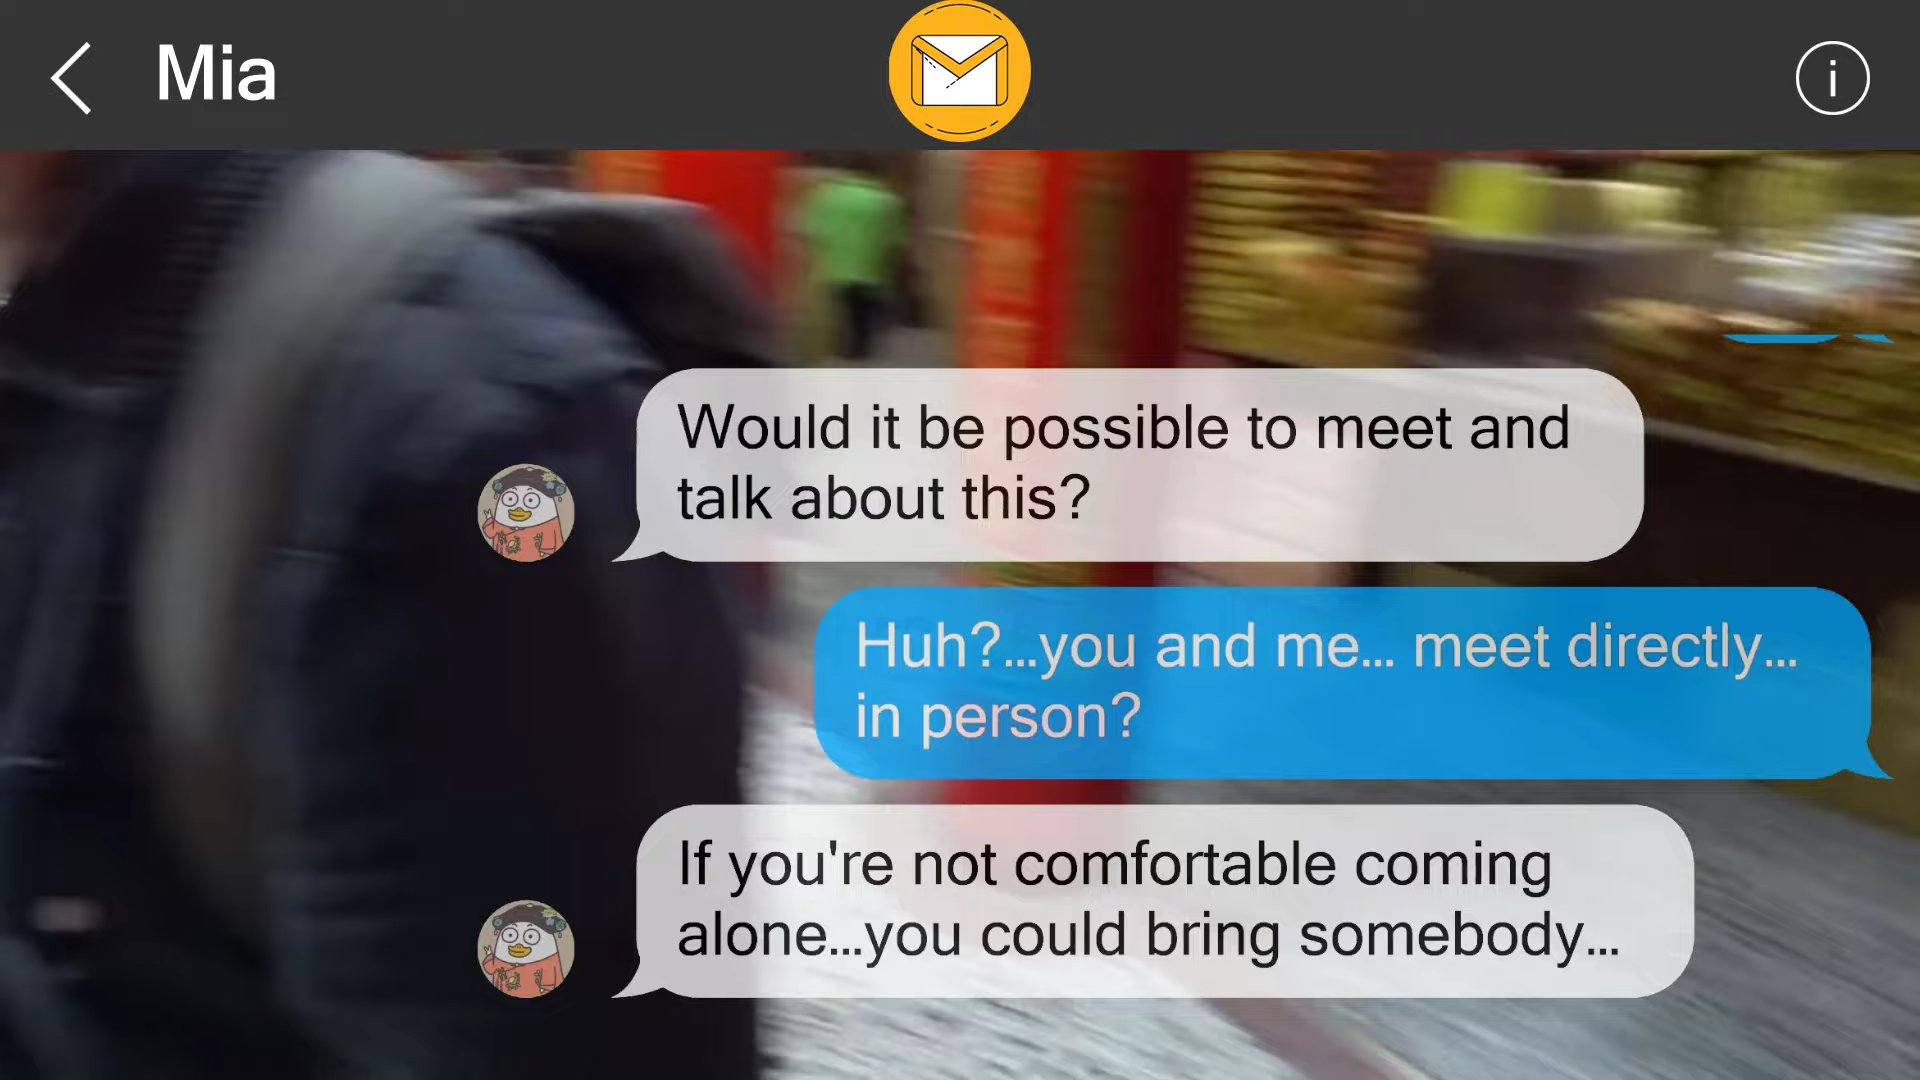 Mia
i
Would it be possible to meet and
talk about this?
Huh?...you and me... meet directly...
in person?
If you're not comfortable coming
alone...you could bring somebody...